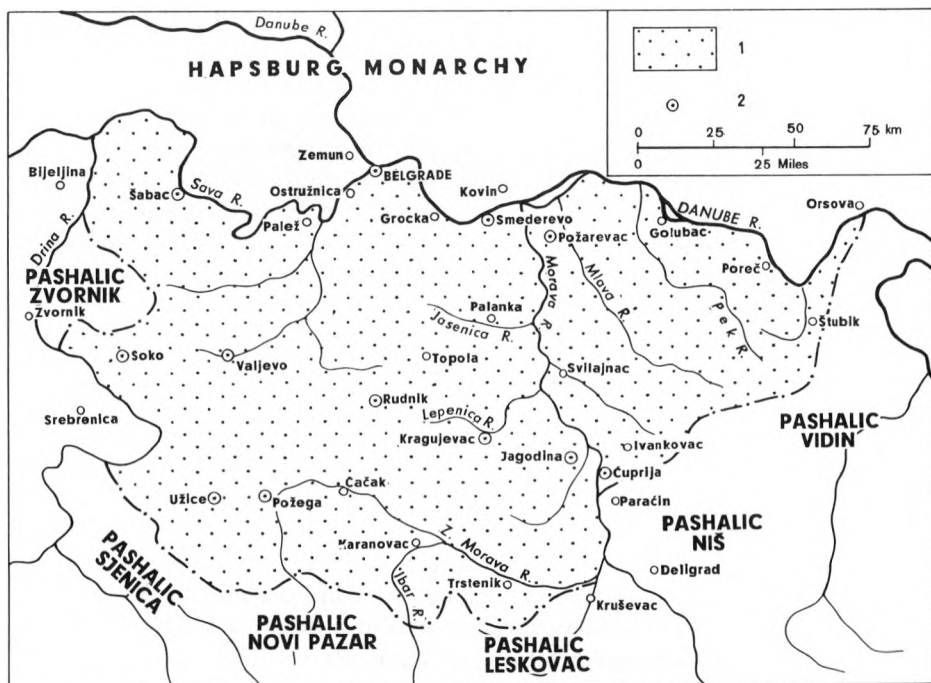 Danube R.
HAPSBURG MONARCHY
1
2
0 25 50 75 km
0 25 Miles
Zemun
BELGRADE
Bijeljina
Šabac
Sava R.
Ostružnica
Kovin
Palež
Grocka
Smederevo
DANUBE R.
Orsova
Golubac
Požarevac
Drina R.
Poreč
PASHALIC
ZVORNIK
Zvornik
Morava R.
Mlava R.
Pek R.
Palanka
Jasenica R.
Štubik
Soko
Valjevo
Topola
Svilajnac
Srebrenica
Rudnik
Lepenica R.
Kragujevac
PASHALIC
VIDIN
Ivankovac
Jagodina
Ćuprija
Užice
Požega
Čačak
Paraćin
PASHALIC
NIŠ
Karanovac
Z. Morava R.
Ibar R.
Trstenik
Deligrad
Kruševac
PASHALIC
SJENICA
PASHALIC
NOVI PAZAR
PASHALIC
LESKOVAC